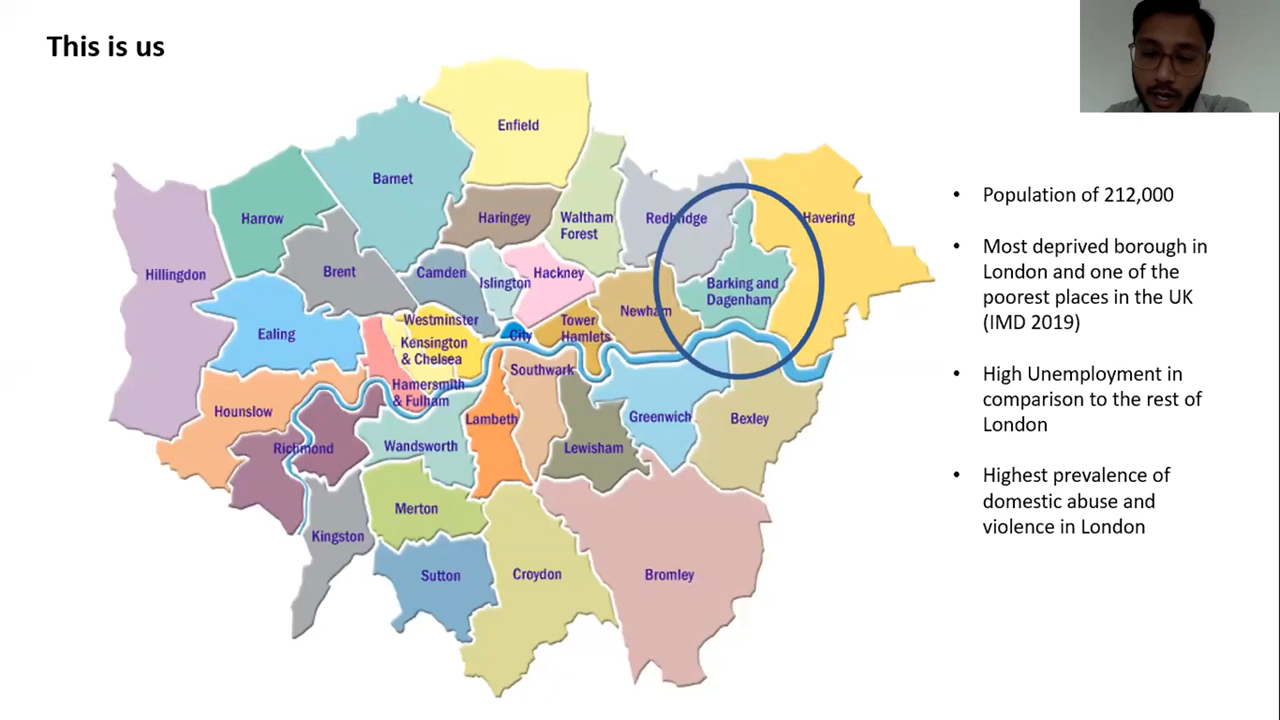 This is us
Enfield
Barnet
Harrow
Haringey
Waltham
Forest
Redbridge
Havering
Hillingdon
Brent
Camden
Islington
Hackney
Barking and
Dagenham
Newham
Ealing
Westminster
City
Tower
Hamlets
Kensington
& Chelsea
Southwark
Hamersmith
& Fulham
Hounslow
Lambeth
Greenwich
Bexley
Richmond
Wandsworth
Lewisham
Merton
Kingston
Sutton
Croydon
Bromley
• Population of 212,000
• Most deprived borough in
London and one of the
poorest places in the UK
(IMD 2019)
• High Unemployment in
comparison to the rest of
London
• Highest prevalence of
domestic abuse and
violence in London